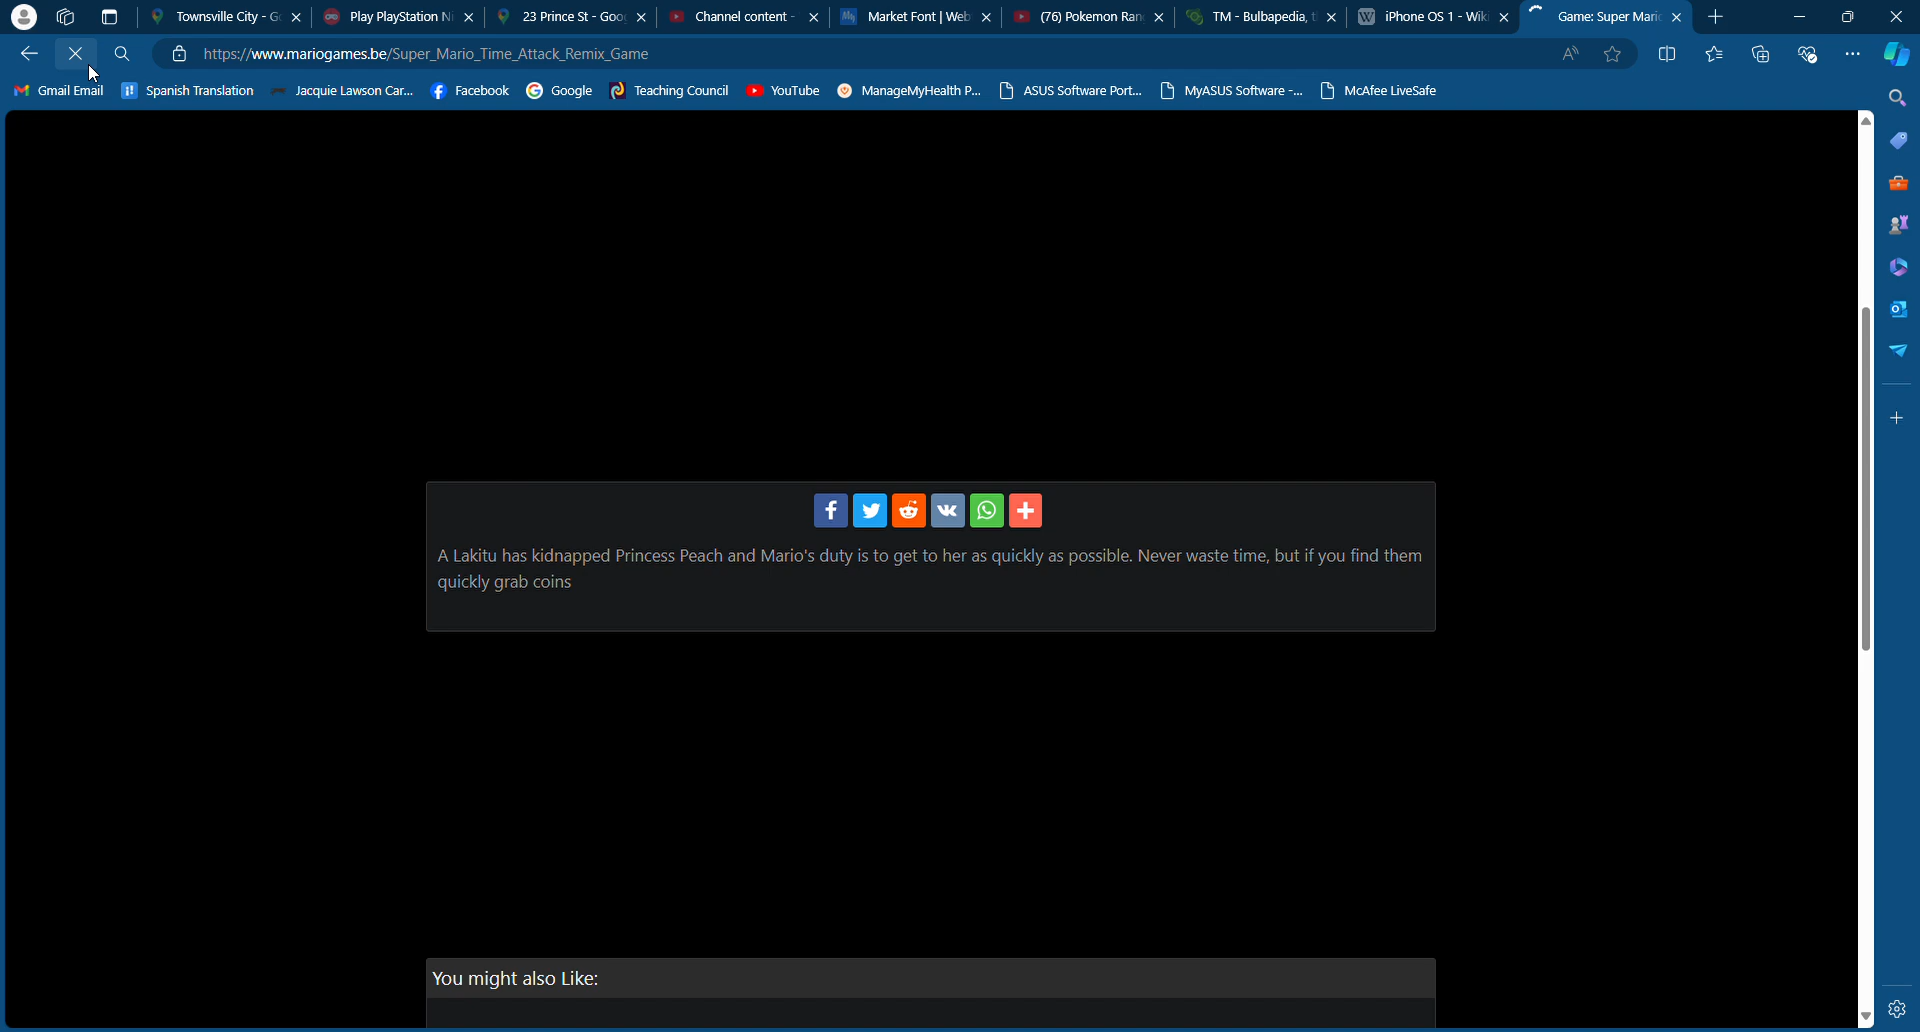 Townsville City - G
Play PlayStation Ni
23 Prince St - Goo
Channel content -
Market Font | Web
(76) Pokemon Ran
TM - Bulbapedia, t
iPhone OS 1 - Wiki
Game: Super Mari
https://www.mariogames.be/Super_Mario_Time_Attack_Remix_Game
Gmail Email
Spanish Translation
Jacquie Lawson Car...
Facebook
Google
Teaching Council
YouTube
ManageMyHealth P...
ASUS Software Port...
MyASUS Software -...
McAfee LiveSafe
A Lakitu has kidnapped Princess Peach and Mario's duty is to get to her as quickly as possible. Never waste time, but if you find them
quickly grab coins
You might also Like: